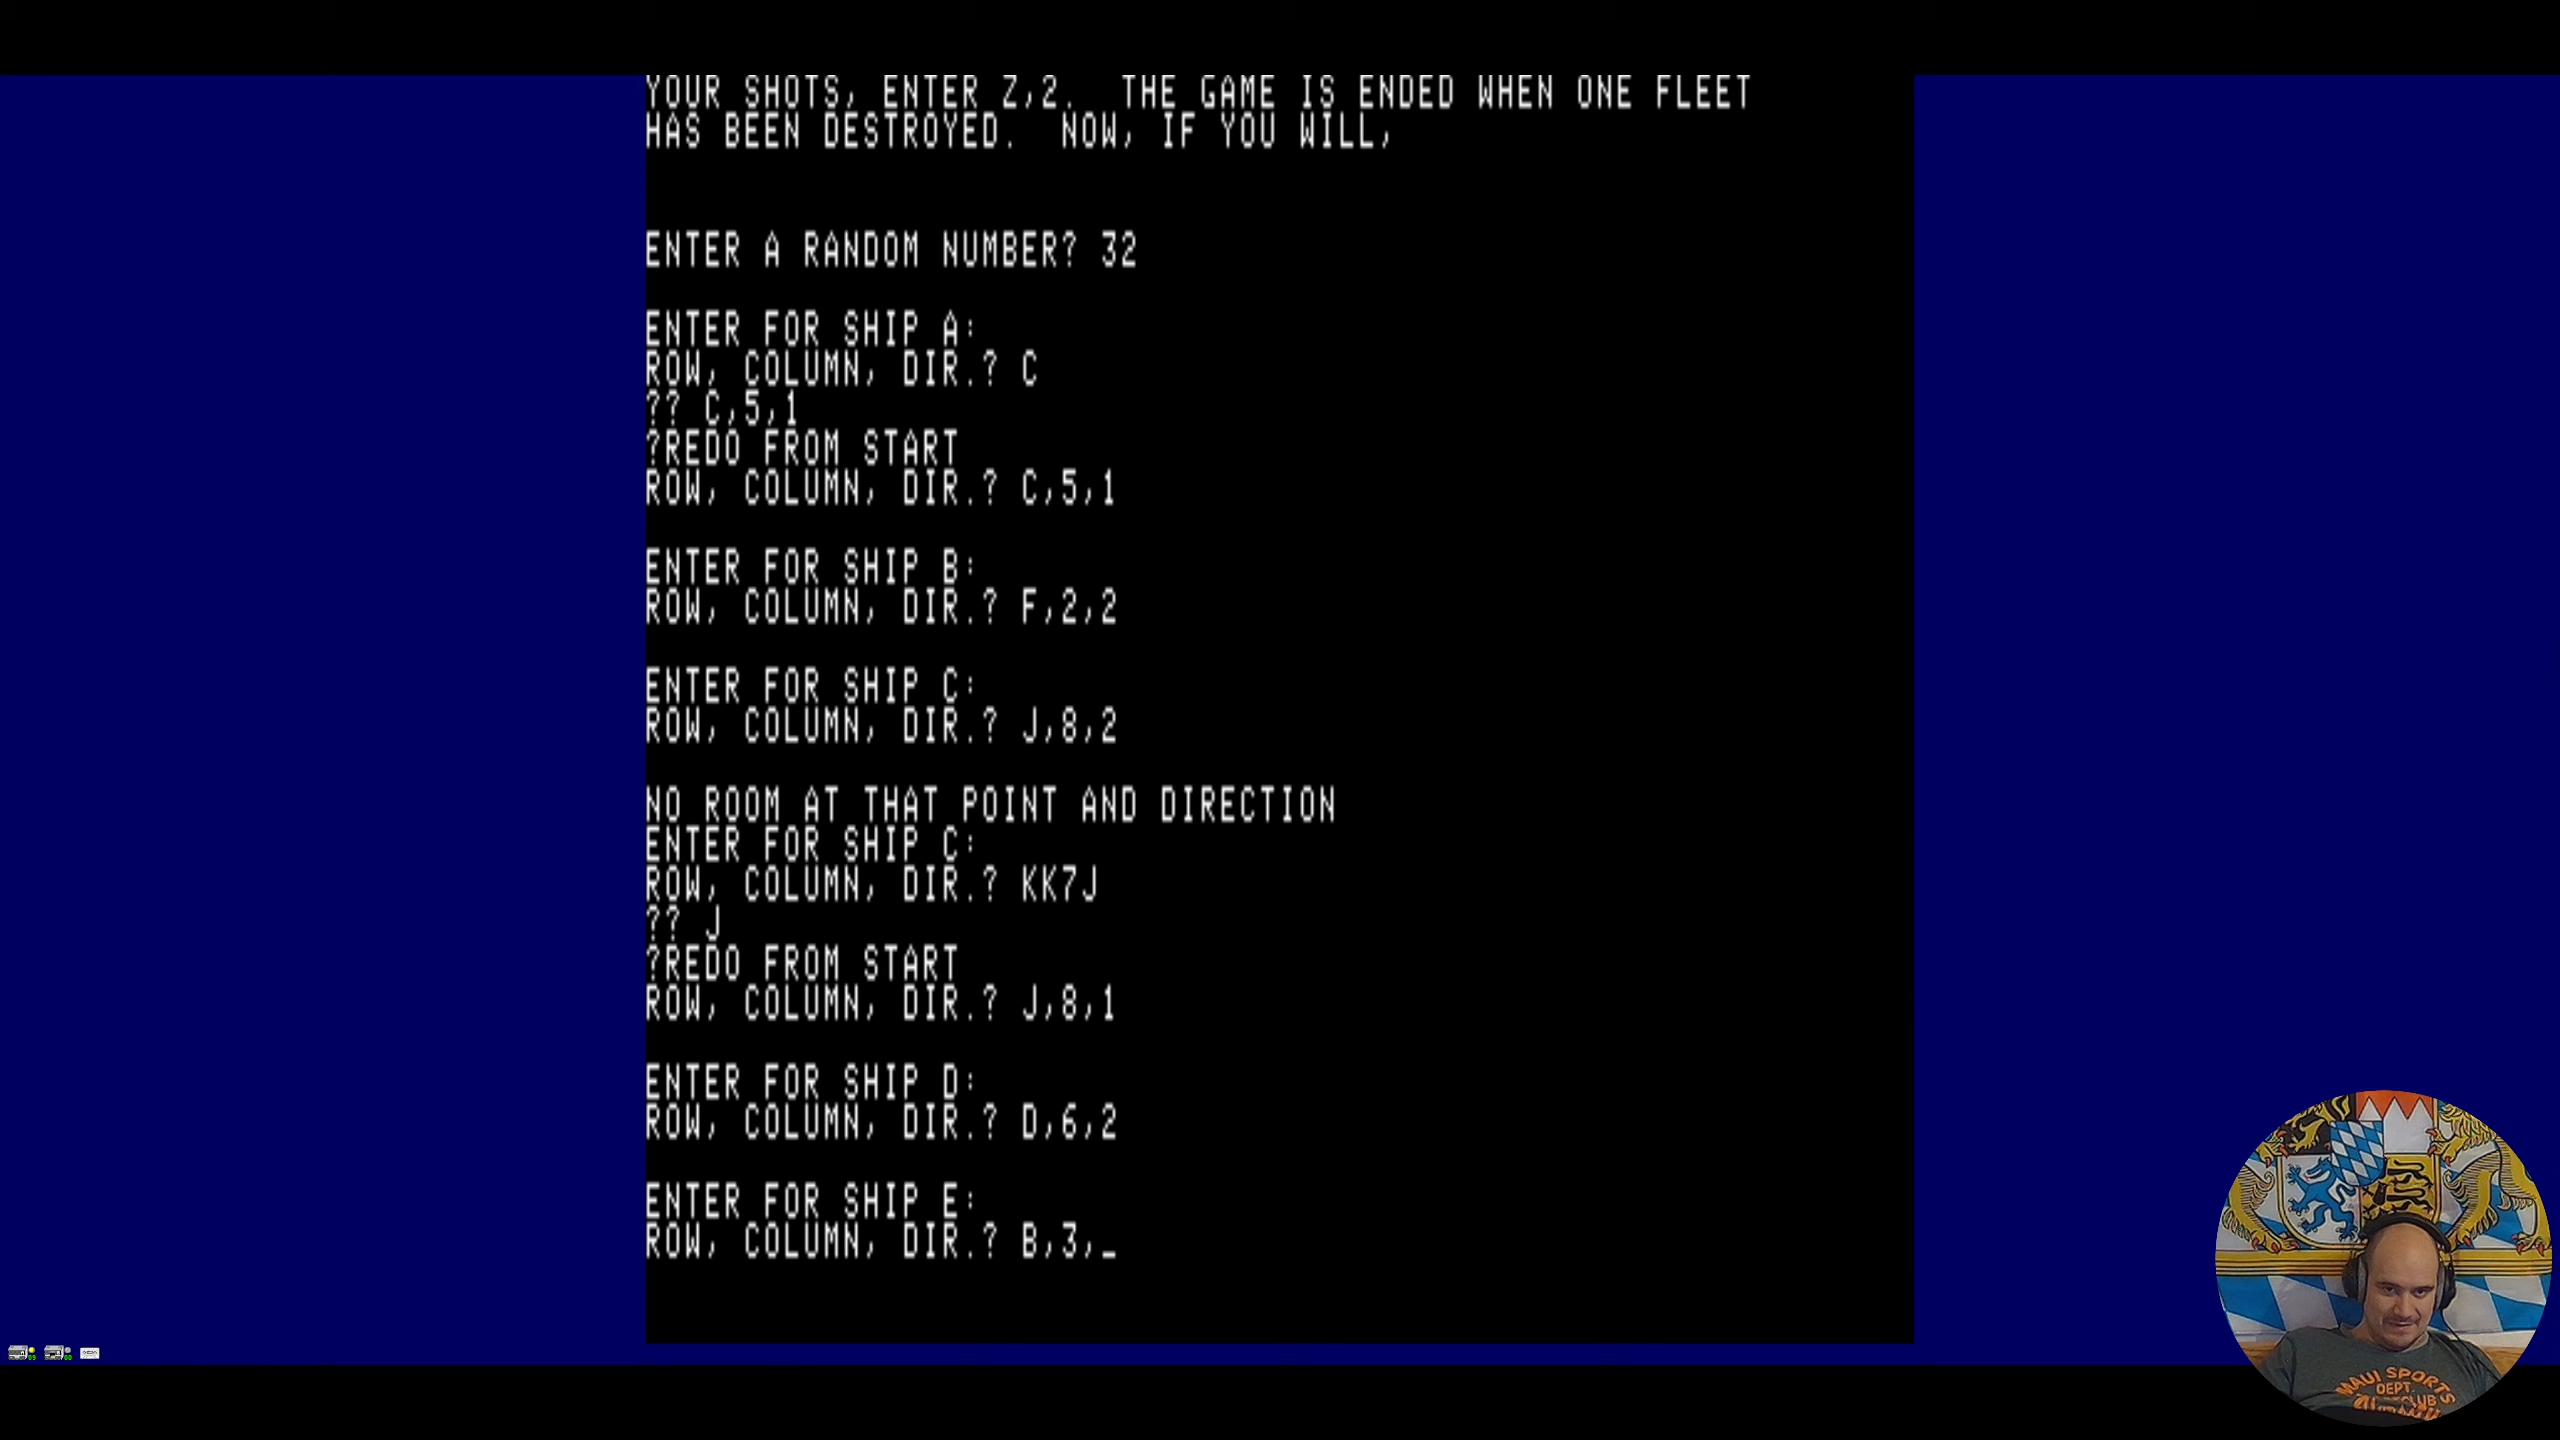 YOUR SHOTS, ENTER Z,2.  THE GAME IS ENDED WHEN ONE FLEET
HAS BEEN DESTROYED.  NOW, IF YOU WILL,
ENTER A RANDOM NUMBER? 32
ENTER FOR SHIP A:
ROW, COLUMN, DIR.? C
?? C,5,1
?REDO FROM START
ROW, COLUMN, DIR.? C,5,1
ENTER FOR SHIP B:
ROW, COLUMN, DIR.? F,2,2
ENTER FOR SHIP C:
ROW, COLUMN, DIR.? J,8,2
NO ROOM AT THAT POINT AND DIRECTION
ENTER FOR SHIP C:
ROW, COLUMN, DIR.? KK7J
?? J
?REDO FROM START
ROW, COLUMN, DIR.? J,8,1
ENTER FOR SHIP D:
ROW, COLUMN, DIR.? D,6,2
ENTER FOR SHIP E:
ROW, COLUMN, DIR.? B,3,_
MAUI SPORTS
DEPT.